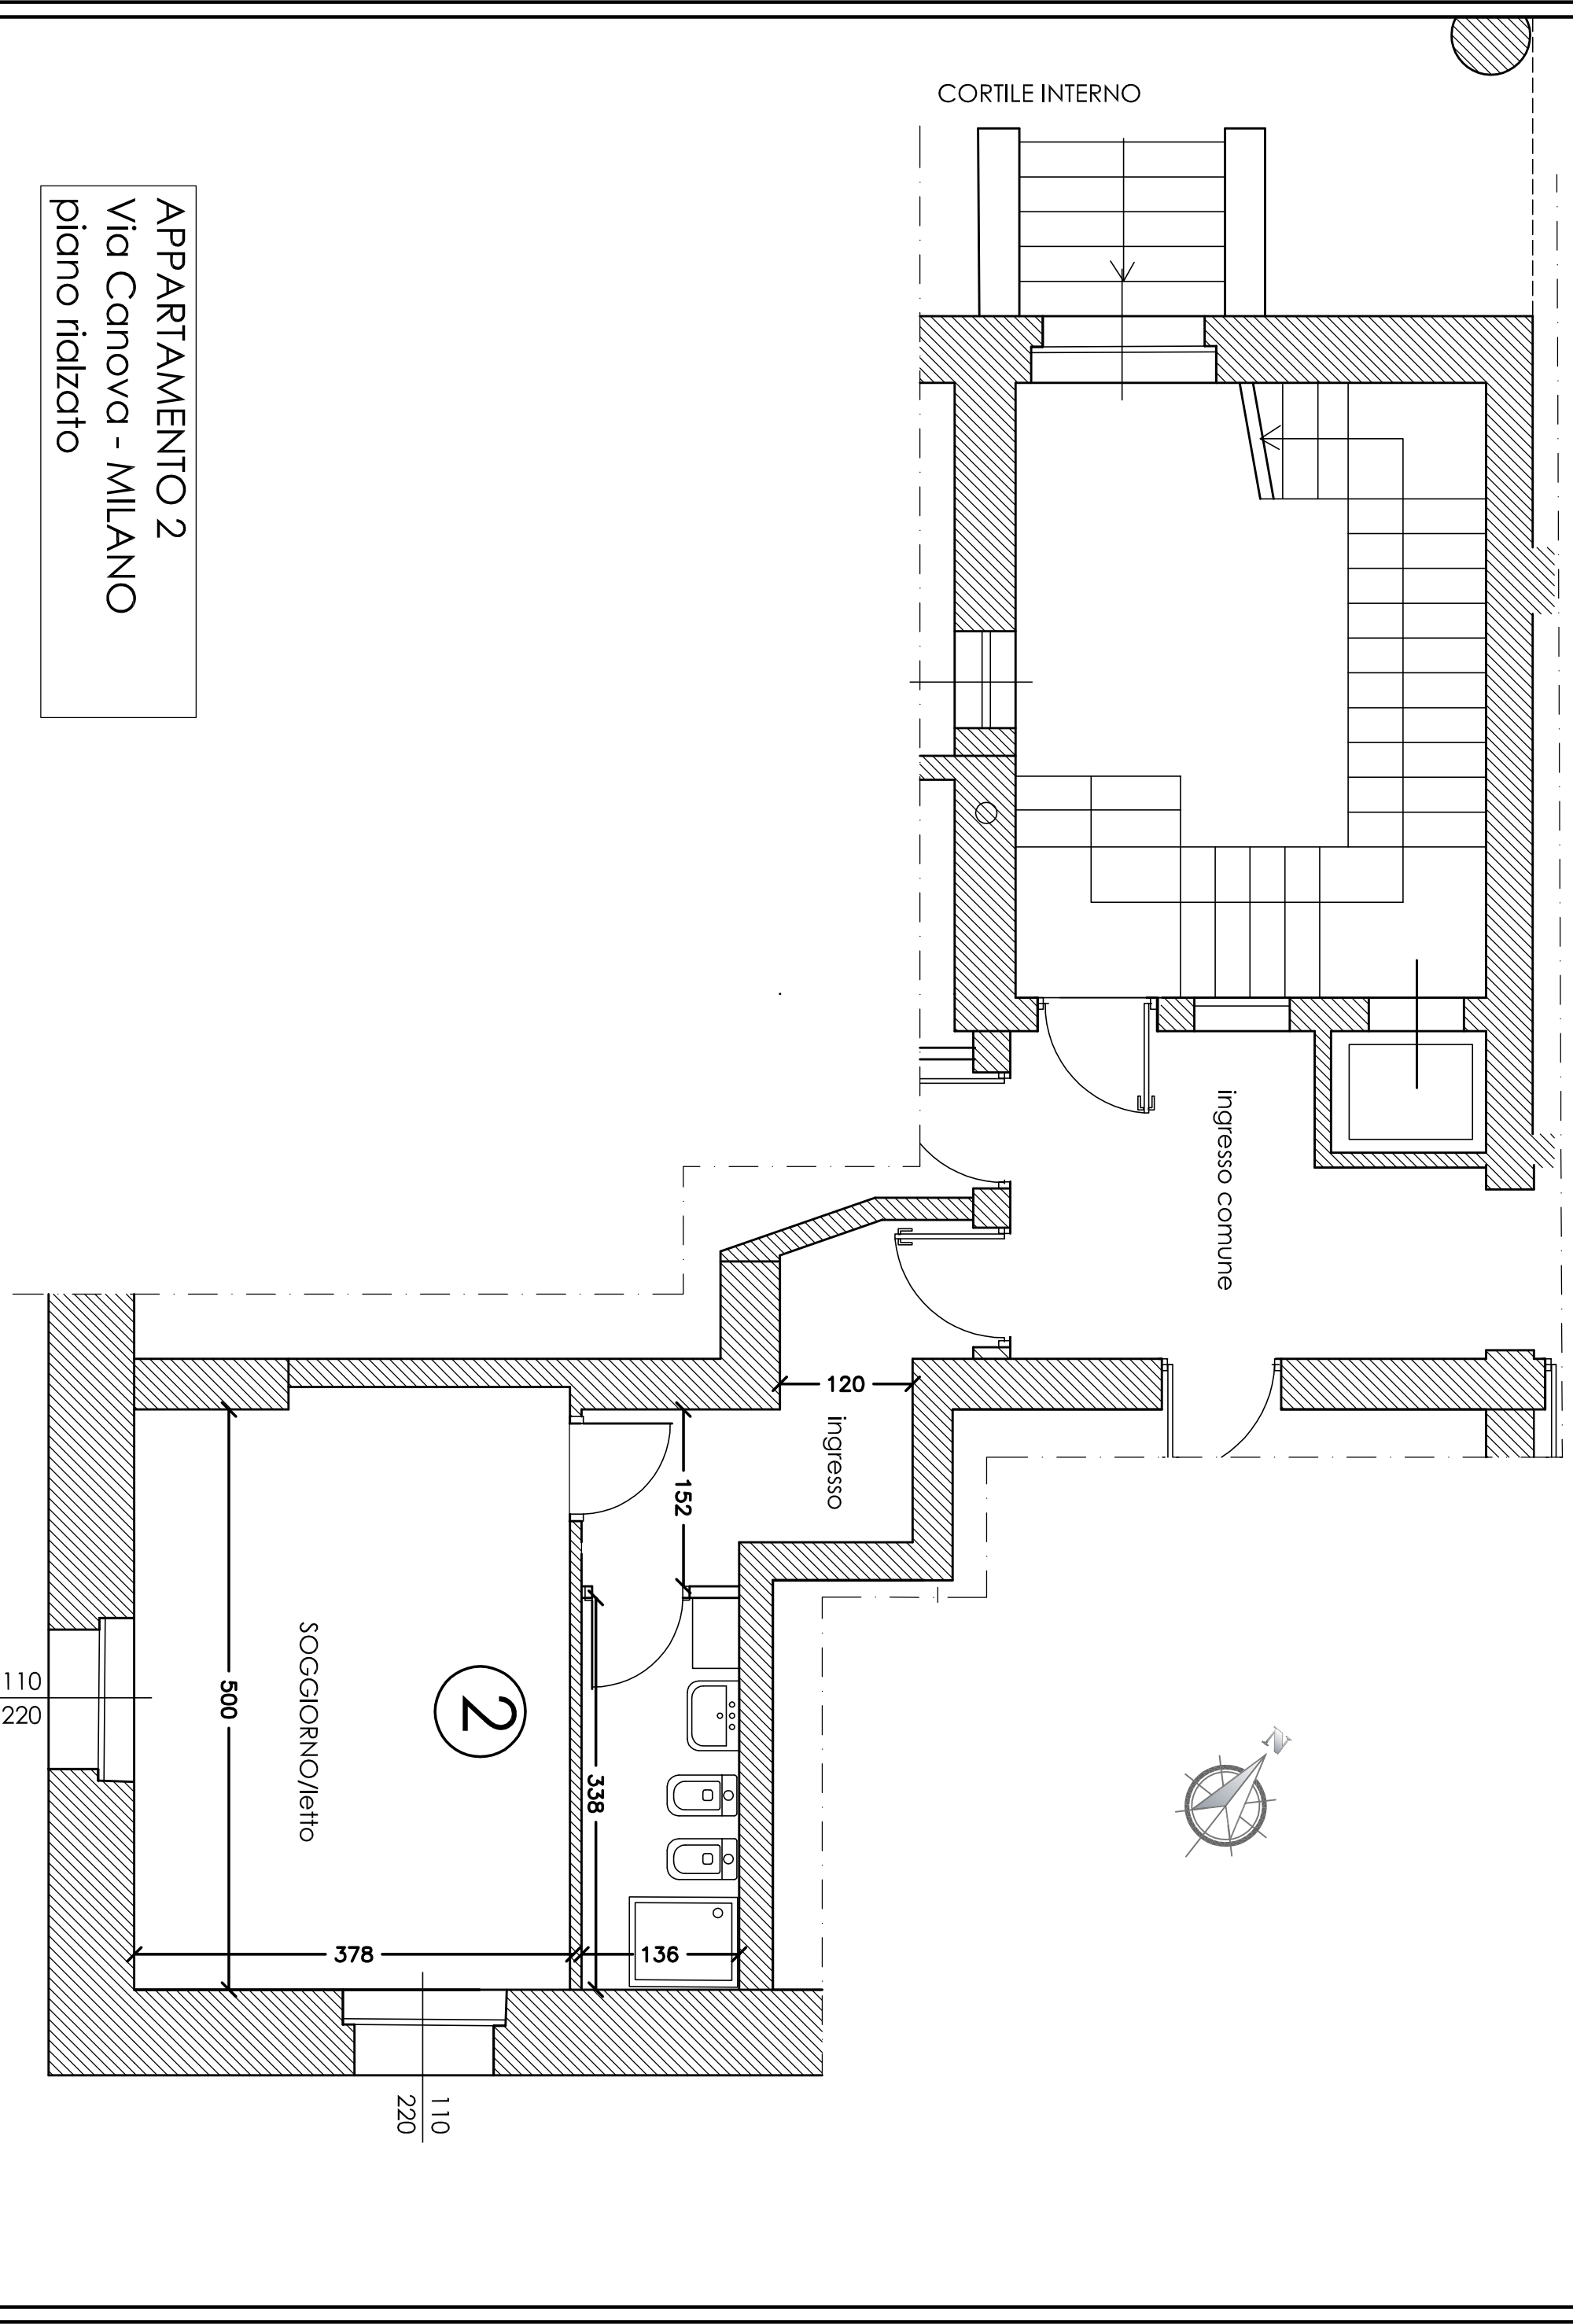 CORTILE INTERNO
APPARTAMENTO 2
Via Canova - MILANO
piano rialzato
ingresso comune
120
ingresso
152
500
SOGGIORNO/letto
2
338
378
136
110
220
110
220
N